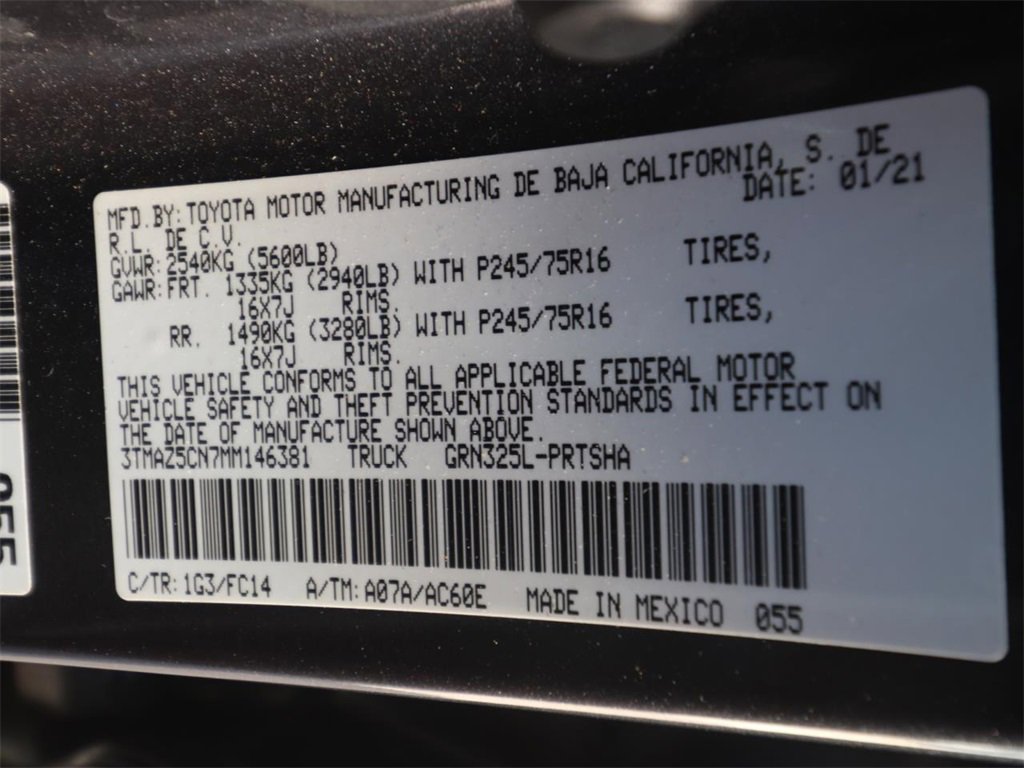 MFD.BY:TOYOTA MOTOR MANUFACTURING DE BAJA CALIFORNIA, S. DE
R.L. DE C.V. DATE: 01/21
GVWR:2540KG (5600LB)
GAWR:FRT. 1335KG (2940LB) WITH P245/75R16 TIRES,
16X7J RIMS.
RR. 1490KG (3280LB) WITH P245/75R16 TIRES,
16X7J RIMS.
THIS VEHICLE CONFORMS TO ALL APPLICABLE FEDERAL MOTOR
VEHICLE SAFETY AND THEFT PREVENTION STANDARDS IN EFFECT ON
THE DATE OF MANUFACTURE SHOWN ABOVE.
3TMAZ5CN7MM146381 TRUCK GRN325L-PRTSHA
C/TR:1G3/FC14 A/TM:A07A/AC60E MADE IN MEXICO 055
055